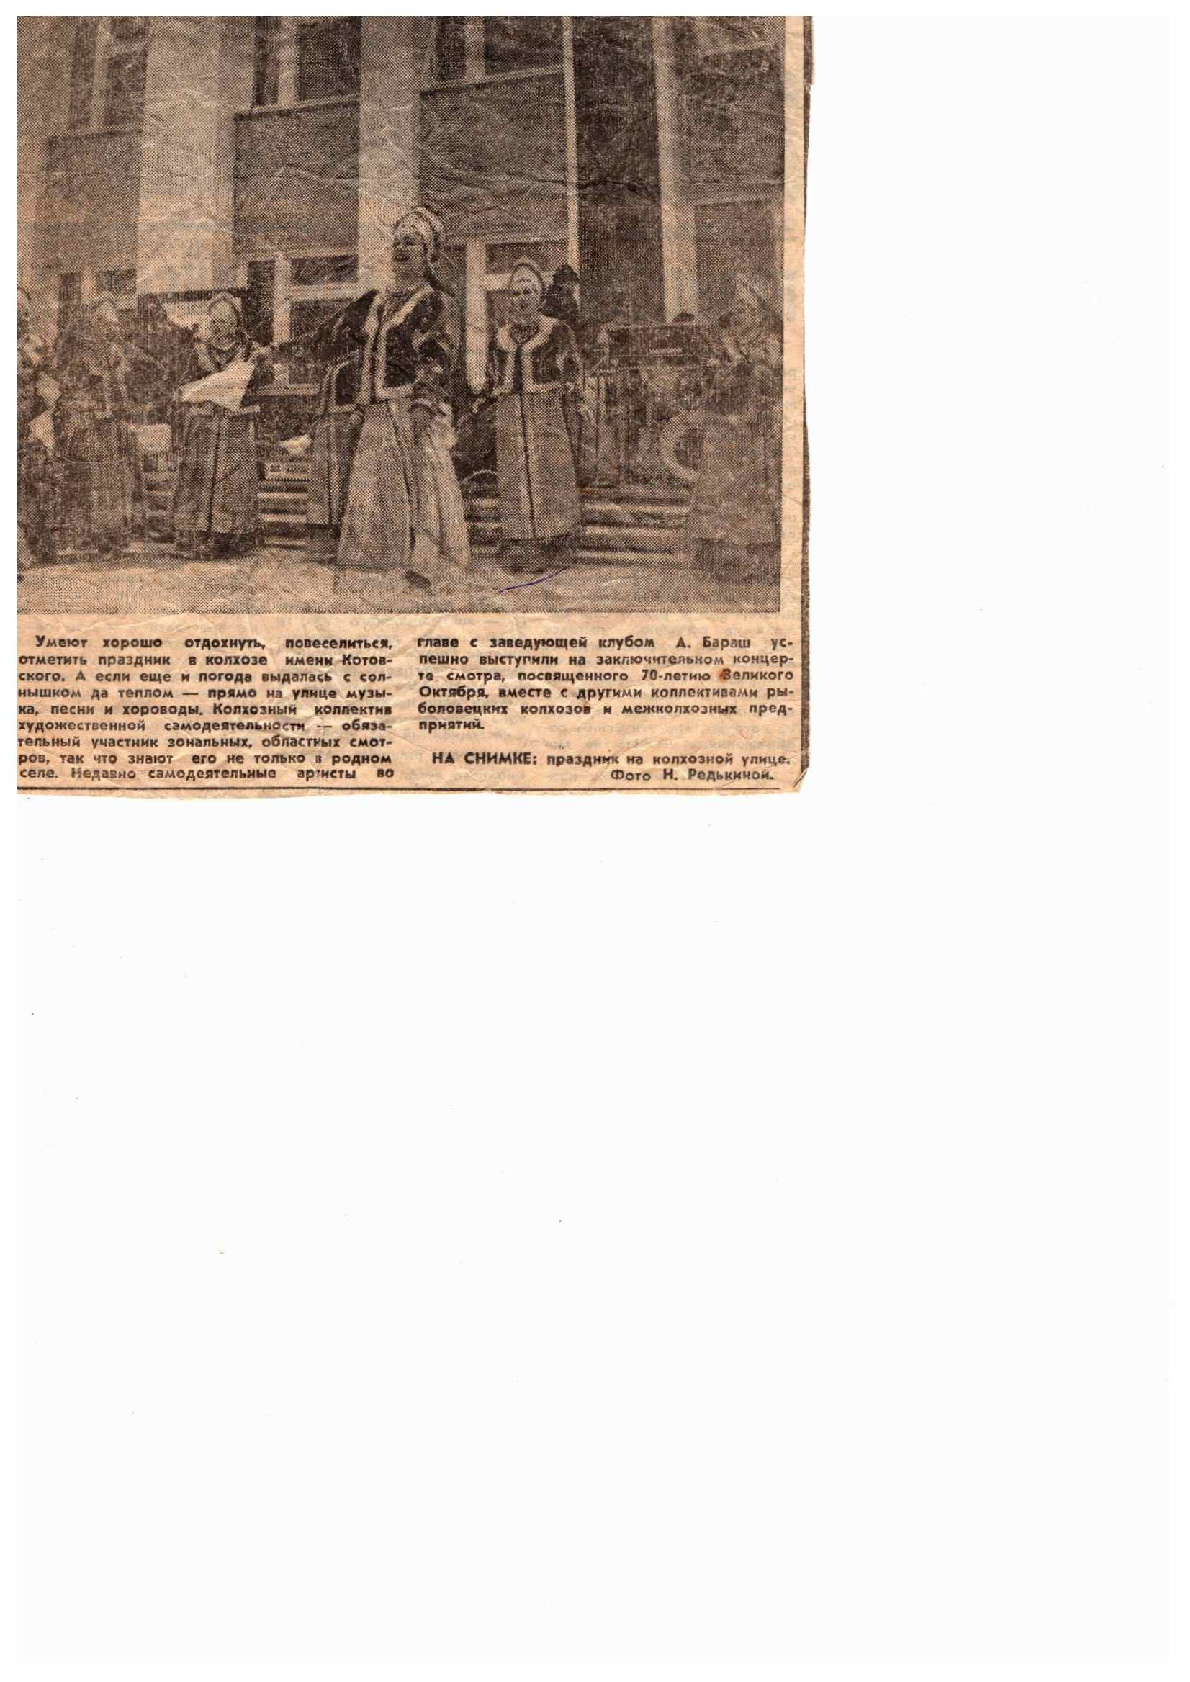 Умеют хорошо отдохнуть, повеселиться,
отметить праздник в колхозе имени Котов-
ского. А если еще и погода выдалась с сол-
нышком да теплом — прямо на улице музы-
ка, песни и хороводы. Колхозный коллектив
художественной самодеятельности — обяза-
тельный участник зональных, областных смот-
ров, так что знают его не только в родном
селе. Недавно самодеятельные артисты во
главе с заведующей клубом А. Бараш ус-
пешно выступили на заключительном концер-
те смотра, посвященного 70-летию Великого
Октября, вместе с другими коллективами ры-
боловецких колхозов и межколхозных пред-
приятий.
НА СНИМКЕ: праздник на колхозной улице.
Фото Н. Редькиной.